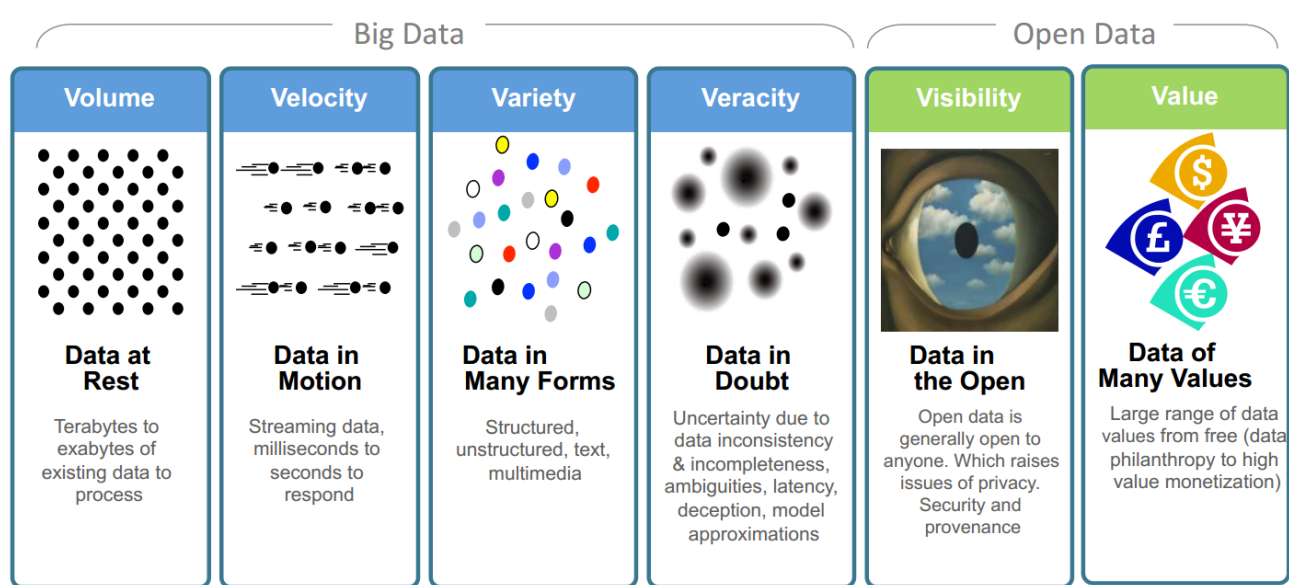 Big Data
Open Data
Volume
Data at
Rest
Terabytes to
exabytes of
existing data to
process
Velocity
Data in
Motion
Streaming data,
milliseconds to
seconds to
respond
Variety
Data in
Many Forms
Structured,
unstructured, text,
multimedia
Veracity
Data in
Doubt
Uncertainty due to
data inconsistency
& incompleteness,
ambiguities, latency,
deception, model
approximations
Visibility
Data in
the Open
Open data is
generally open to
anyone. Which raises
issues of privacy.
Security and
provenance
Value
$
£
¥
€
Data of
Many Values
Large range of data
values from free (data
philanthropy to high
value monetization)